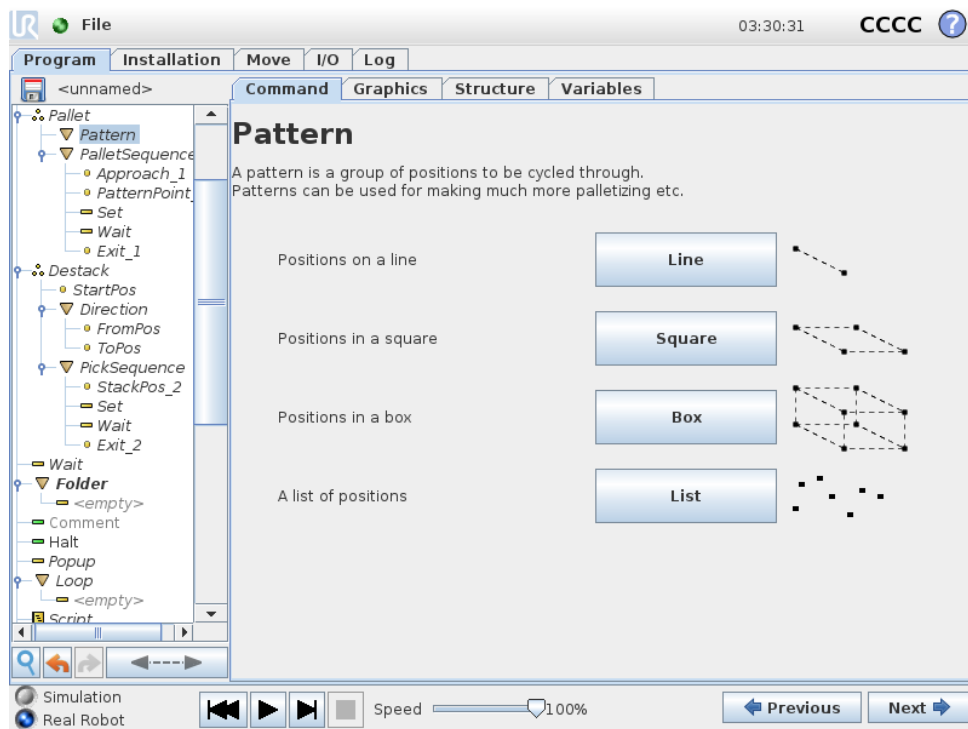 UR File 03:30:31 CCCC ?
Program Installation Move I/O Log
<unnamed> Command Graphics Structure Variables
Pallet
Pattern
PalletSequence
Approach_1
PatternPoint_
Set
Wait
Exit_1
Destack
StartPos
Direction
FromPos
ToPos
PickSequence
StackPos_2
Set
Wait
Exit_2
Wait
Folder
<empty>
Comment
Halt
Popup
Loop
<empty>
Script
Pattern
A pattern is a group of positions to be cycled through.
Patterns can be used for making much more palletizing etc.
Positions on a line Line
Positions in a square Square
Positions in a box Box
A list of positions List
Simulation
Real Robot
Speed 100%
Previous Next